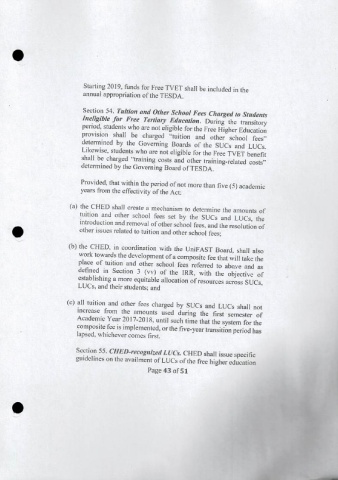 Starting 2019, funds for Free TVET shall be included in the
annual appropriation of the TESDA.
Section 54. Tuition and Other School Fees Charged to Students
Ineligible for Free Tertiary Education. During the transitory
period, students who are not eligible for the Free Higher Education
provision shall be charged "tuition and other school fees"
determined by the Governing Boards of the SUCs and LUCs.
Likewise, students who are not eligible for the Free TVET benefit
shall be charged "training costs and other training-related costs"
determined by the Governing Board of TESDA.
Provided, that within the period of not more than five (5) academic
years from the effectivity of the Act:
(a) the CHED shall create a mechanism to determine the amounts of
tuition and other school fees set by the SUCs and LUCs, the
introduction and removal of other school fees, and the resolution of
other issues related to tuition and other school fees;
(b) the CHED, in coordination with the UniFAST Board, shall also
work towards the development of a composite fee that will take the
place of tuition and other school fees referred to above and as
defined in Section 3 (vv) of the IRR, with the objective of
establishing a more equitable allocation of resources across SUCs,
LUCs, and their students; and
(c) all tuition and other fees charged by SUCs and LUCs shall not
increase from the amounts used during the first semester of
Academic Year 2017-2018, until such time that the system for the
composite fee is implemented, or the five-year transition period has
lapsed, whichever comes first.
Section 55. CHED-recognized LUCs. CHED shall issue specific
guidelines on the availment of LUCs of the free higher education
Page 43 of 51